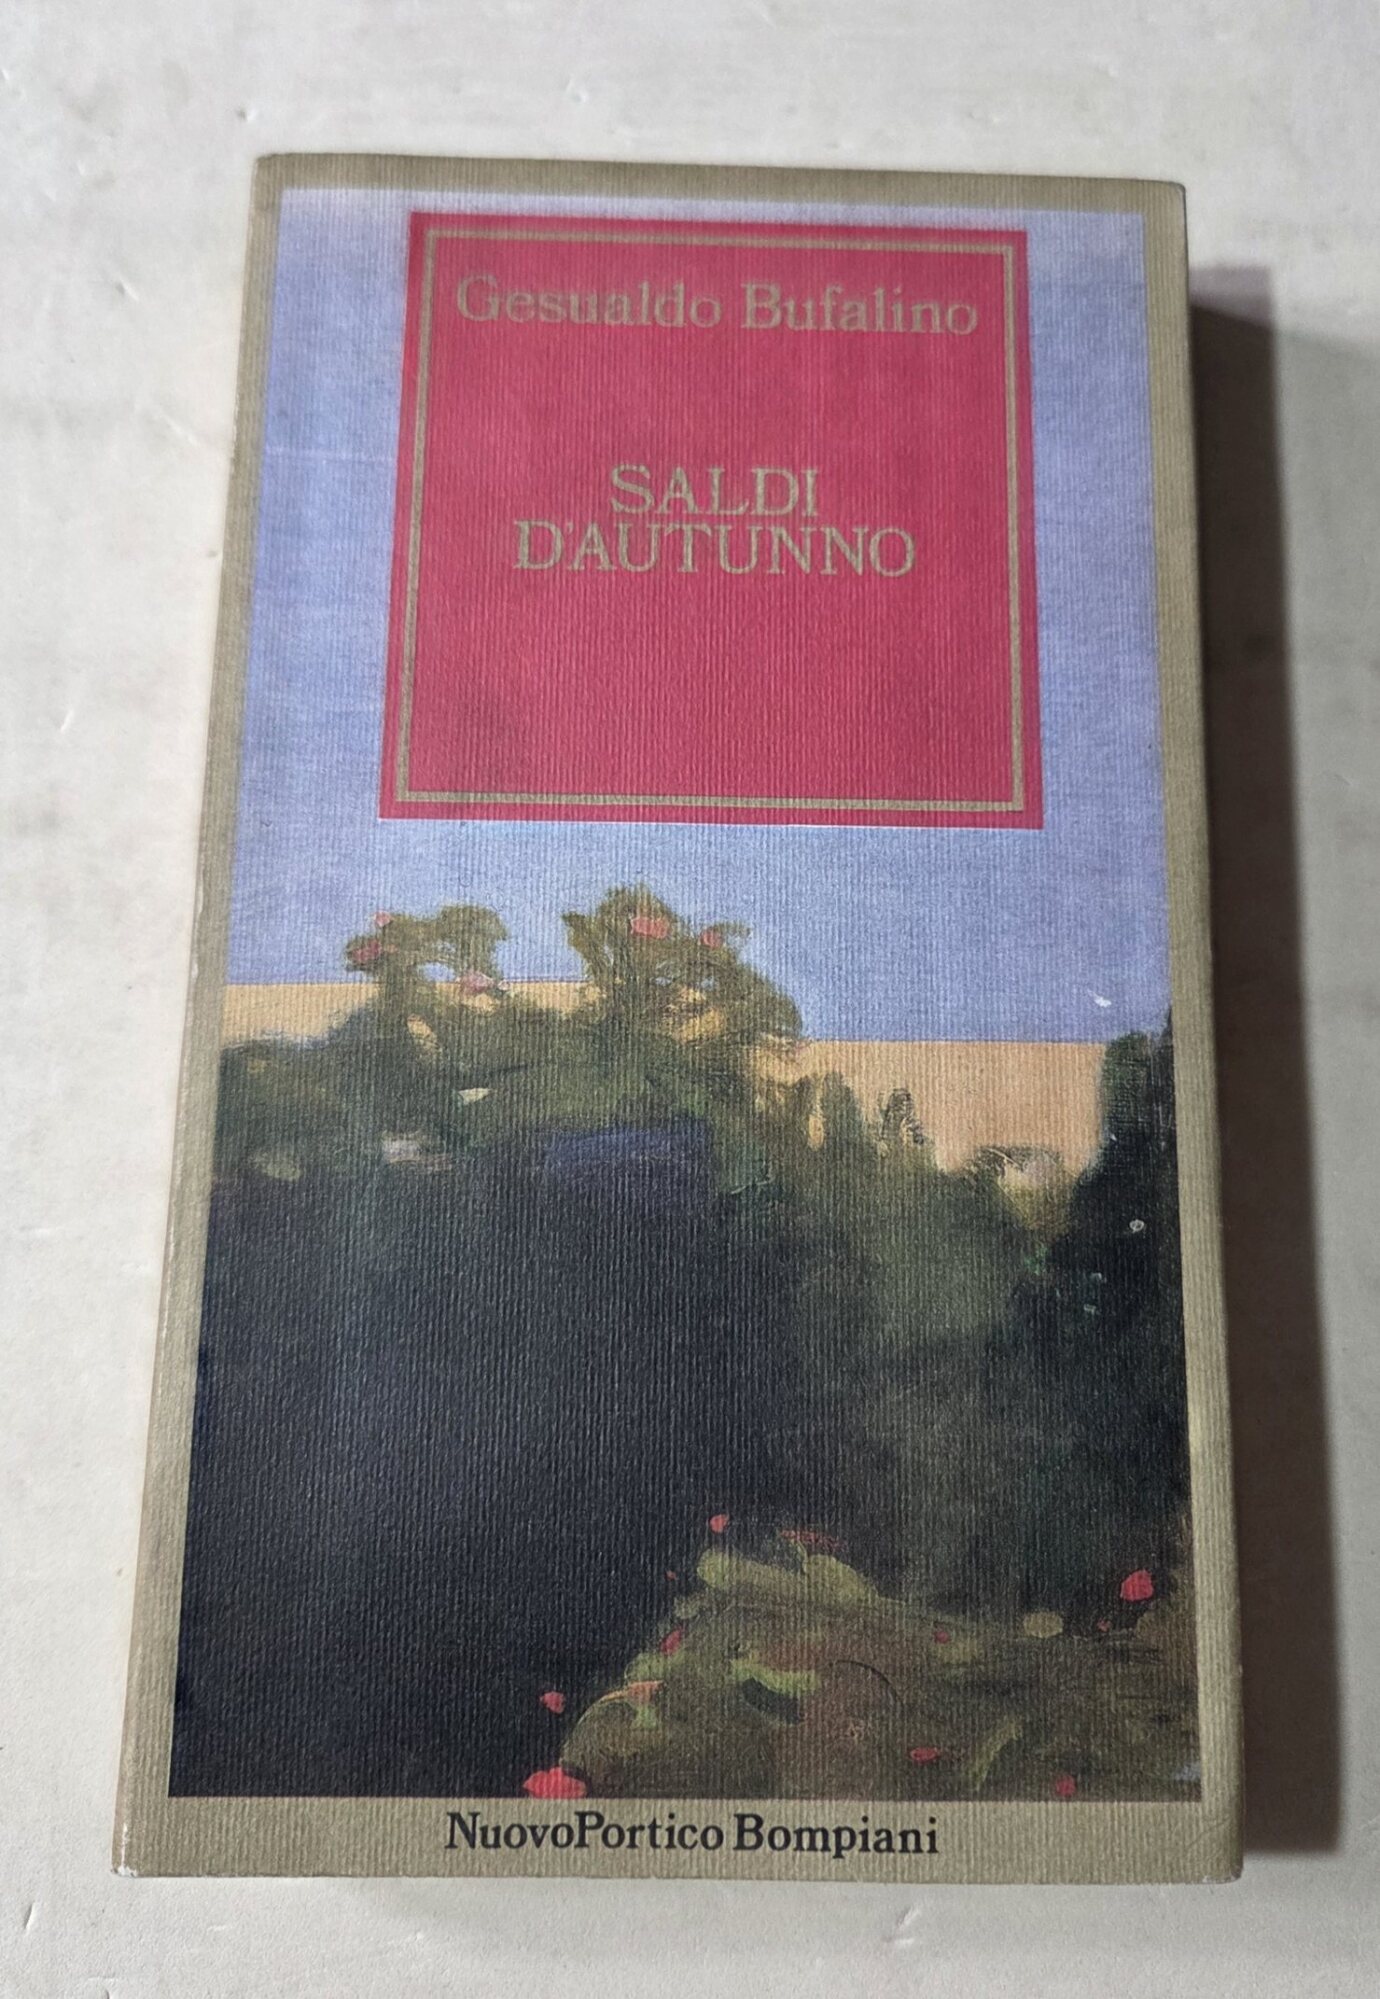 Gesualdo Bufalino
SALDI
D'AUTUNNO
NuovoPortico Bompiani